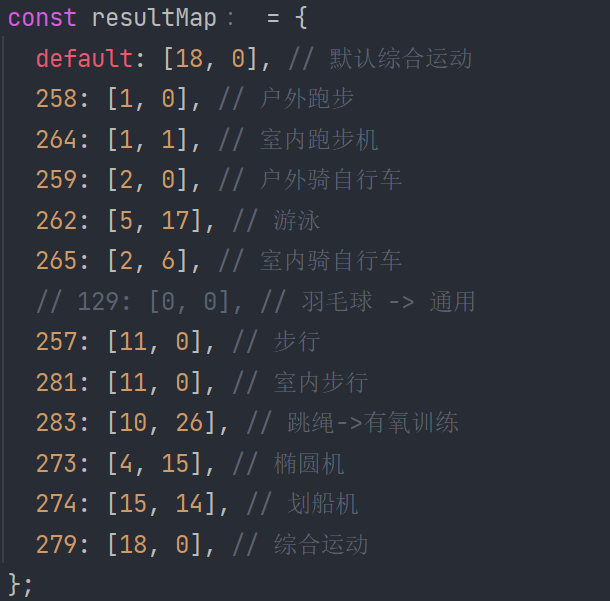 const resultMap :  = {
  default: [18, 0], // 默认综合运动
  258: [1, 0], // 户外跑步
  264: [1, 1], // 室内跑步机
  259: [2, 0], // 户外骑自行车
  262: [5, 17], // 游泳
  265: [2, 6], // 室内骑自行车
  // 129: [0, 0], // 羽毛球 -> 通用
  257: [11, 0], // 步行
  281: [11, 0], // 室内步行
  283: [10, 26], // 跳绳->有氧训练
  273: [4, 15], // 椭圆机
  274: [15, 14], // 划船机
  279: [18, 0], // 综合运动
};